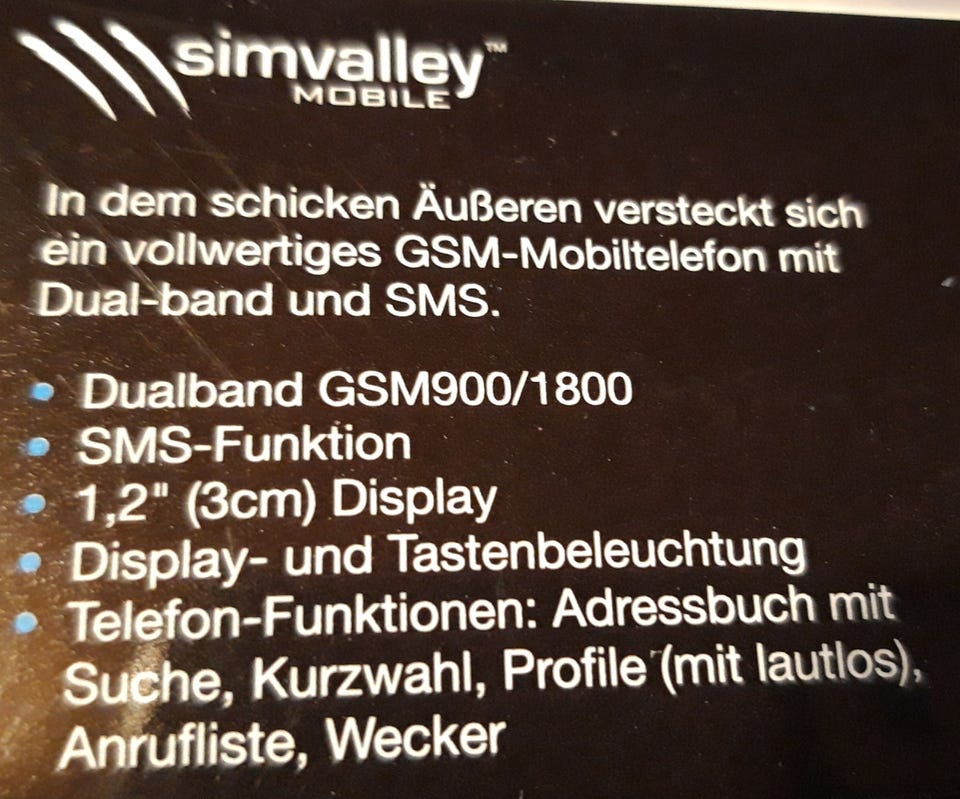 simvalley™
MOBILE
In dem schicken Äußeren versteckt sich
ein vollwertiges GSM-Mobiltelefon mit
Dual-band und SMS.
• Dualband GSM900/1800
• SMS-Funktion
• 1,2" (3cm) Display
• Display- und Tastenbeleuchtung
• Telefon-Funktionen: Adressbuch mit
Suche, Kurzwahl, Profile (mit lautlos),
Anrufliste, Wecker